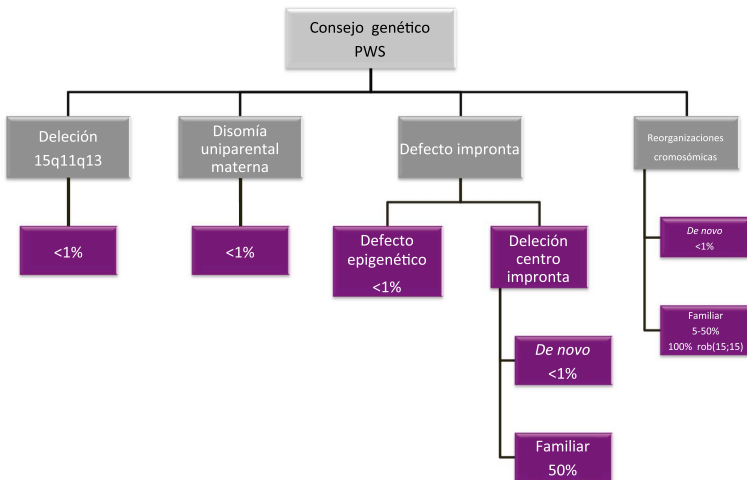 Consejo genético
PWS
Deleción
15q11q13
Disomía
uniparental
materna
Defecto impronta
Reorganizaciones
cromosómicas
<1%
<1%
Defecto
epigenético
<1%
Deleción
centro
impronta
De novo
<1%
Familiar
50%
De novo
<1%
Familiar
5-50%
100% rob(15;15)